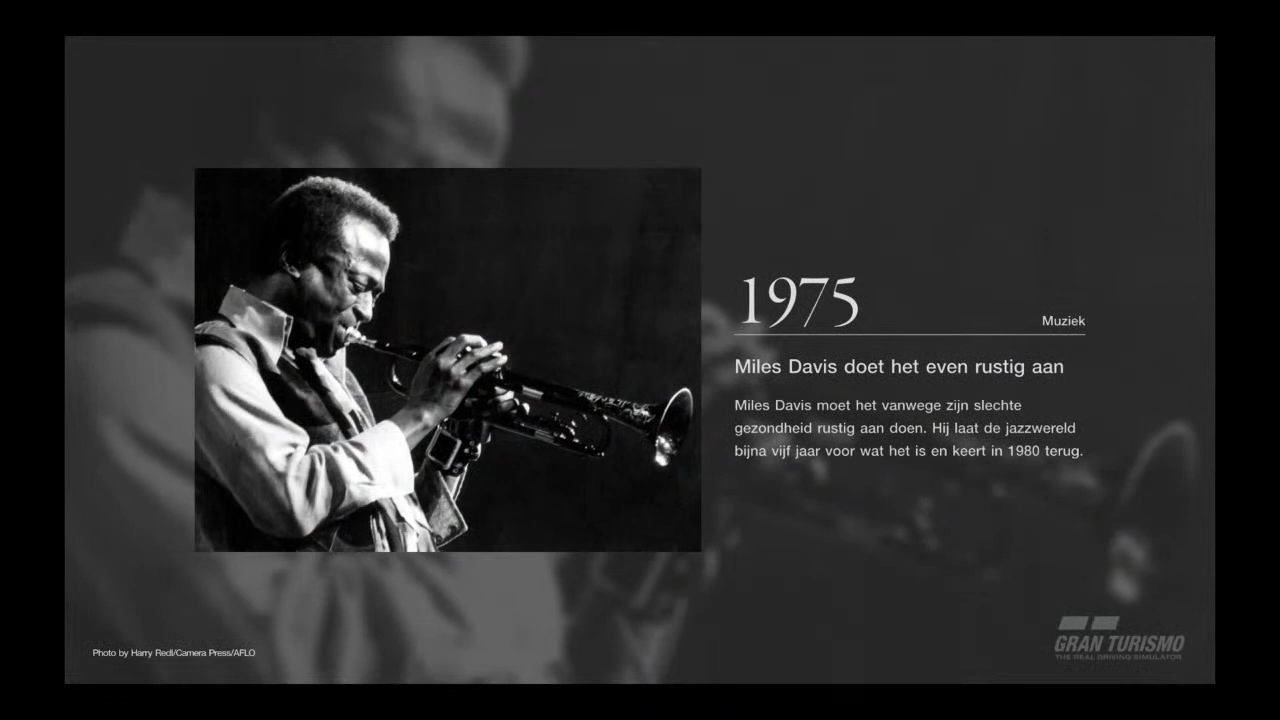 1975
Muziek
Miles Davis doet het even rustig aan
Miles Davis moet het vanwege zijn slechte
gezondheid rustig aan doen. Hij laat de jazzwereld
bijna vijf jaar voor wat het is en keert in 1980 terug.
Photo by Harry Redl/Camera Press/AFLO
GRAN TURISMO
THE REAL DRIVING SIMULATOR